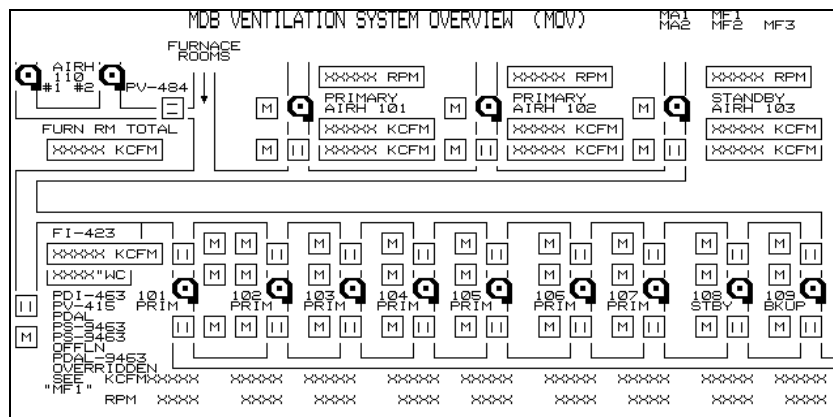 MDB VENTILATION SYSTEM OVERVIEW (MOV)
MA1 MF1
MA2 MF2 MF3
FURNACE
ROOMS
AIRH
110
#1 #2
PV-484
FURN RM TOTAL
XXXXX KCFM
XXXXX RPM
PRIMARY
AIRH 101
XXXXX KCFM
XXXXX KCFM
XXXXX RPM
PRIMARY
AIRH 102
XXXXX KCFM
XXXXX KCFM
XXXXX RPM
STANDBY
AIRH 103
XXXXX KCFM
XXXXX KCFM
M M M
M M M
FI-423
XXXXX KCFM
XXXX"WC
M M M M M M M M M
M M M M M M M M M
101 102 103 104 105 106 107 108 109
PRIM PRIM PRIM PRIM PRIM PRIM PRIM STBY BKUP
M M M M M M M M M
M
PDI-463
PV-415
PDAL
PS-9463
PS-9463
OFFLN
PDAL-9463
OVERRIDDEN
SEE
"MF1"
KCFM XXXXX XXXXX XXXXX XXXXX XXXXX XXXXX XXXXX XXXXX XXXXX
RPM XXXX XXXX XXXX XXXX XXXX XXXX XXXX XXXX XXXX